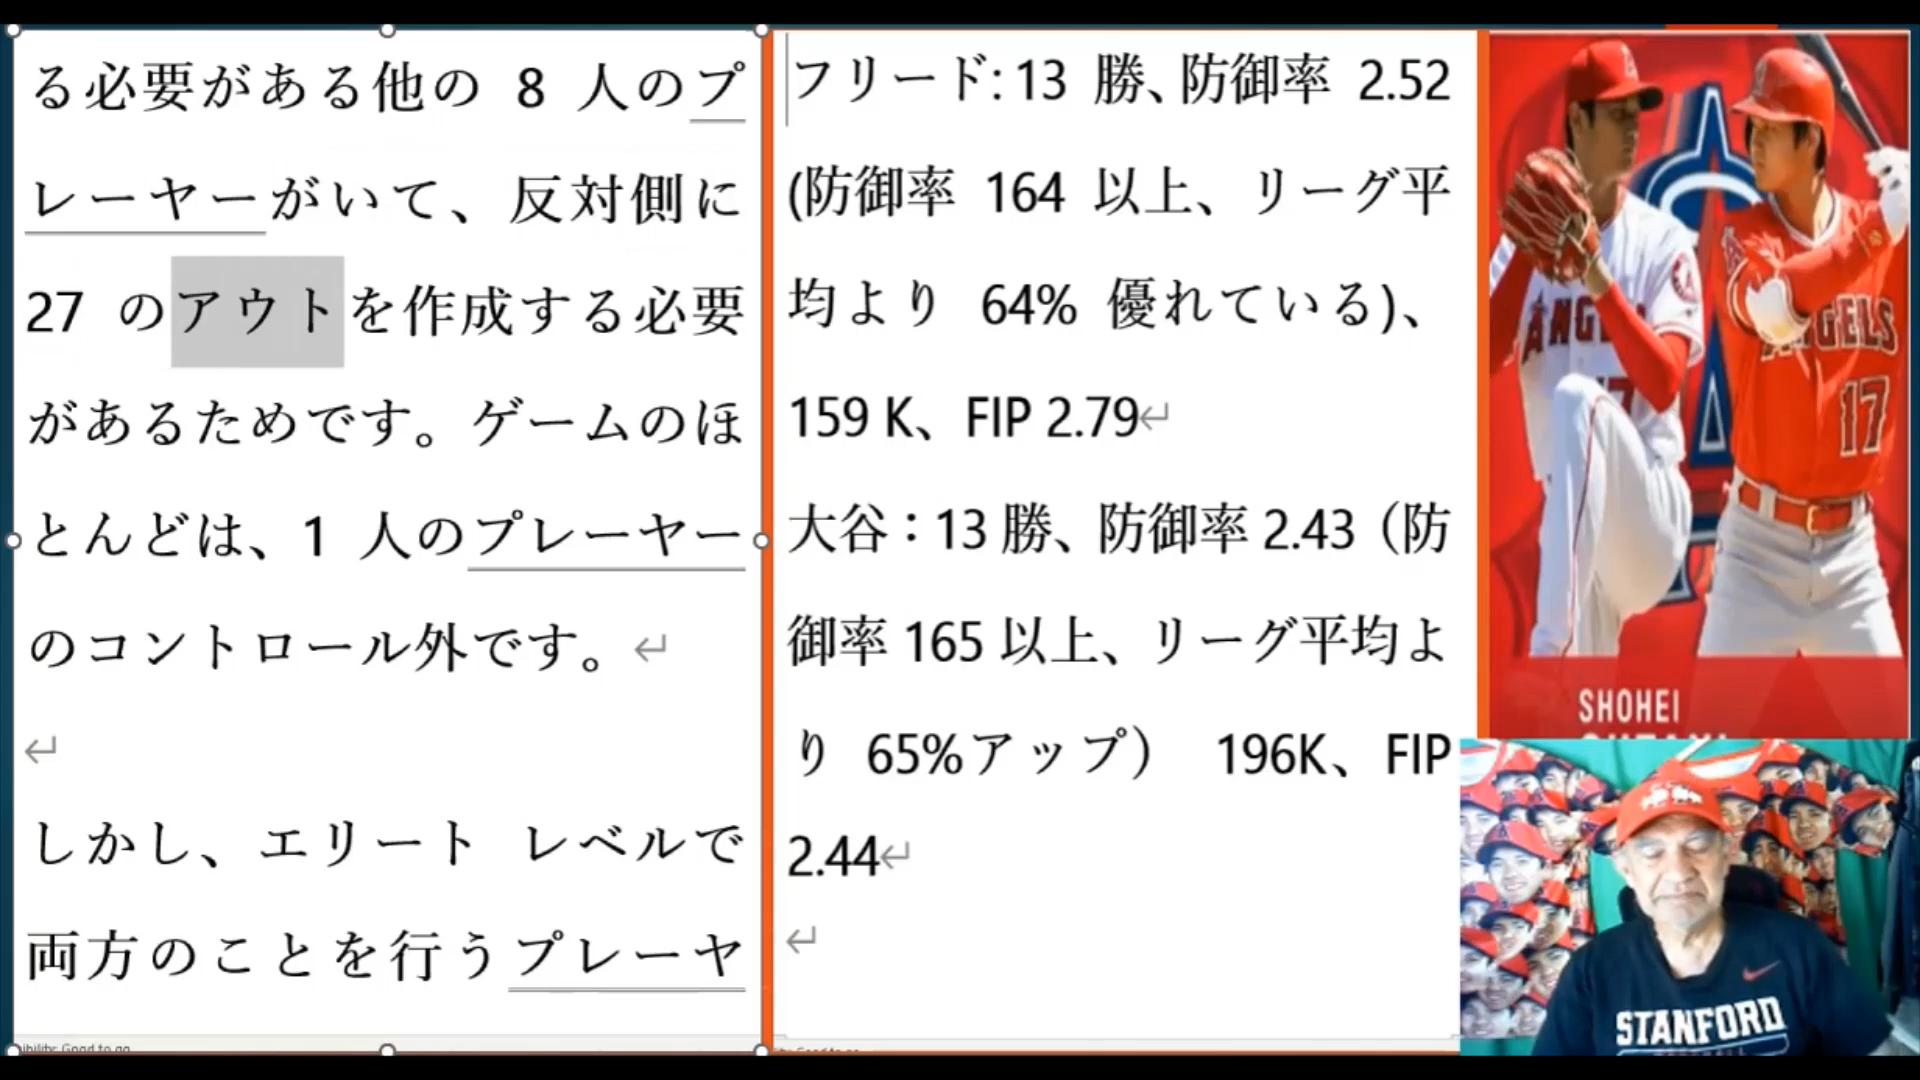 る必要がある他の 8 人のプ
レーヤーがいて、反対側に
27 のアウトを作成する必要
があるためです。ゲームのほ
とんどは、1 人のプレーヤー
のコントロール外です。
しかし、エリート レベルで
両方のことを行うプレーヤ
フリード: 13 勝、防御率 2.52
(防御率 164 以上、リーグ平
均より 64% 優れている)、
159 K、FIP 2.79
大谷：13 勝、防御率 2.43（防
御率 165 以上、リーグ平均よ
り 65%アップ） 196K、FIP
2.44
ANGELS
17
SHOHEI
STANFORD